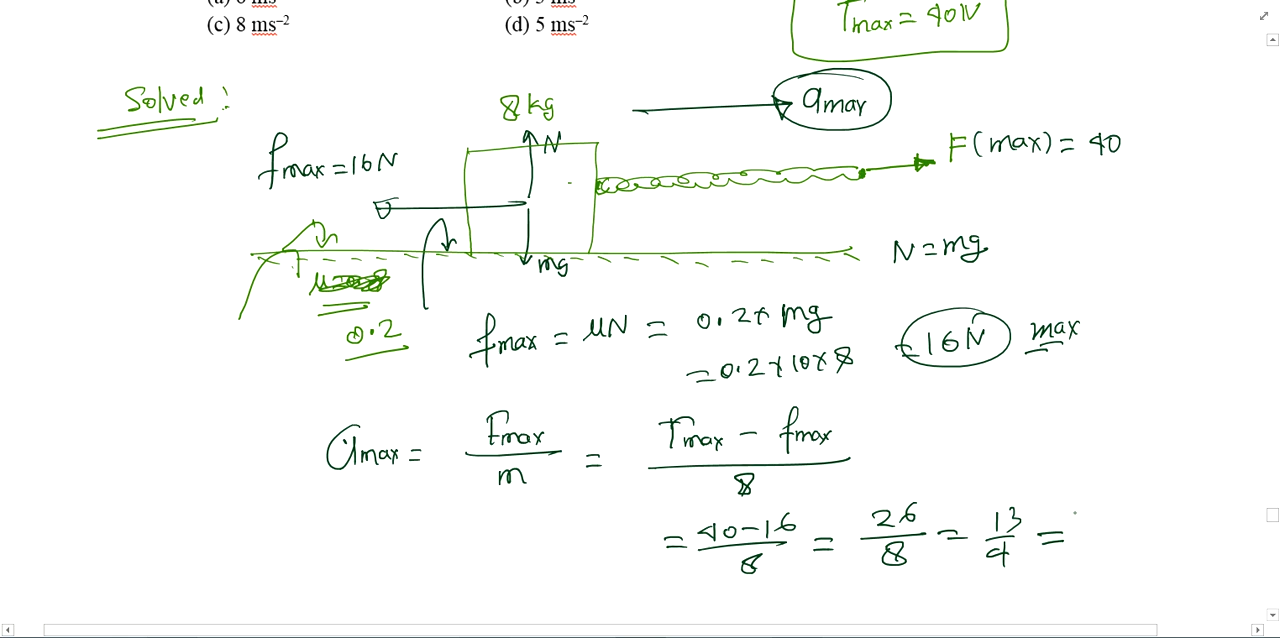 (c) 8 ms⁻² (d) 5 ms⁻²
Tmax = 40N
Solved :
8kg
amax
fmax = 16N
N
F(max) = 40
mg
N = mg
0.2
fmax = μN = 0.2 × mg
= 0.2 × 10 × 8 = 16N max
amax = Fmax / m = Tmax - fmax / 8
= 40-16 / 8 = 26 / 8 = 13 / 4 =